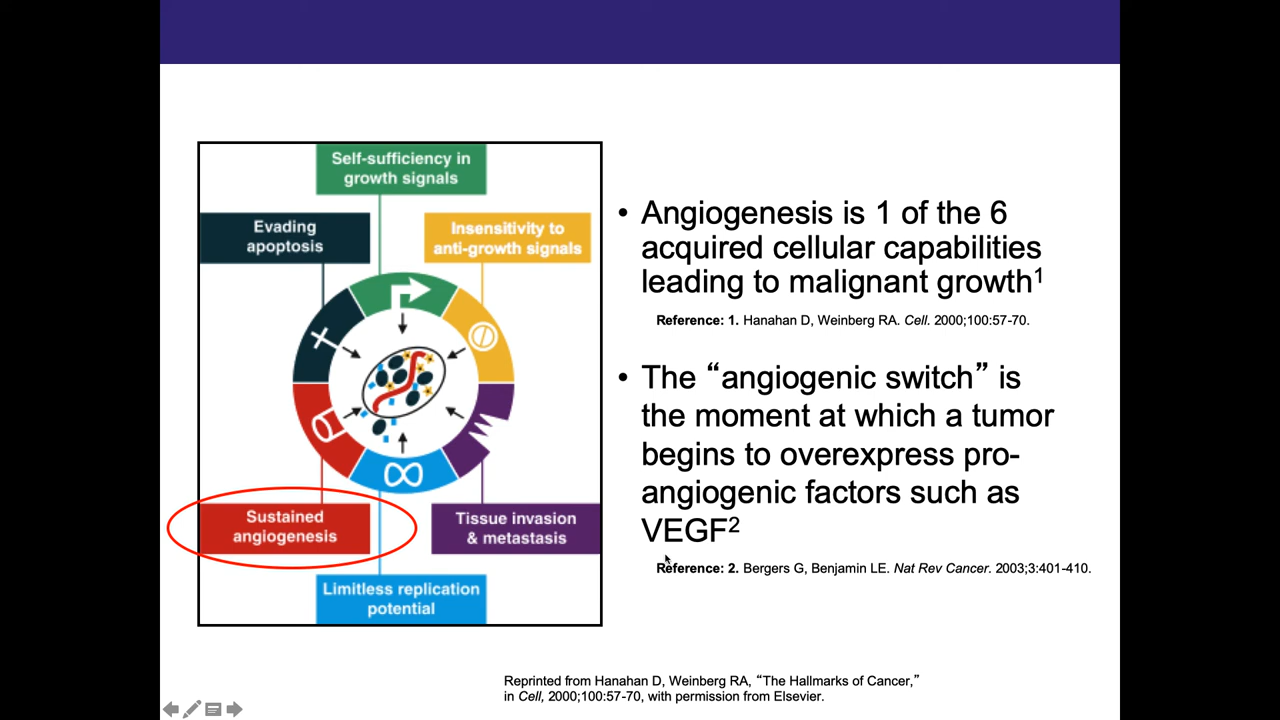 Self-sufficiency in
growth signals
Evading
apoptosis
Insensitivity to
anti-growth signals
Sustained
angiogenesis
Tissue invasion
& metastasis
Limitless replication
potential
• Angiogenesis is 1 of the 6
acquired cellular capabilities
leading to malignant growth1
Reference: 1. Hanahan D, Weinberg RA. Cell. 2000;100:57-70.
• The “angiogenic switch” is
the moment at which a tumor
begins to overexpress pro-
angiogenic factors such as
VEGF2
Reference: 2. Bergers G, Benjamin LE. Nat Rev Cancer. 2003;3:401-410.
Reprinted from Hanahan D, Weinberg RA, “The Hallmarks of Cancer,”
in Cell, 2000;100:57-70, with permission from Elsevier.